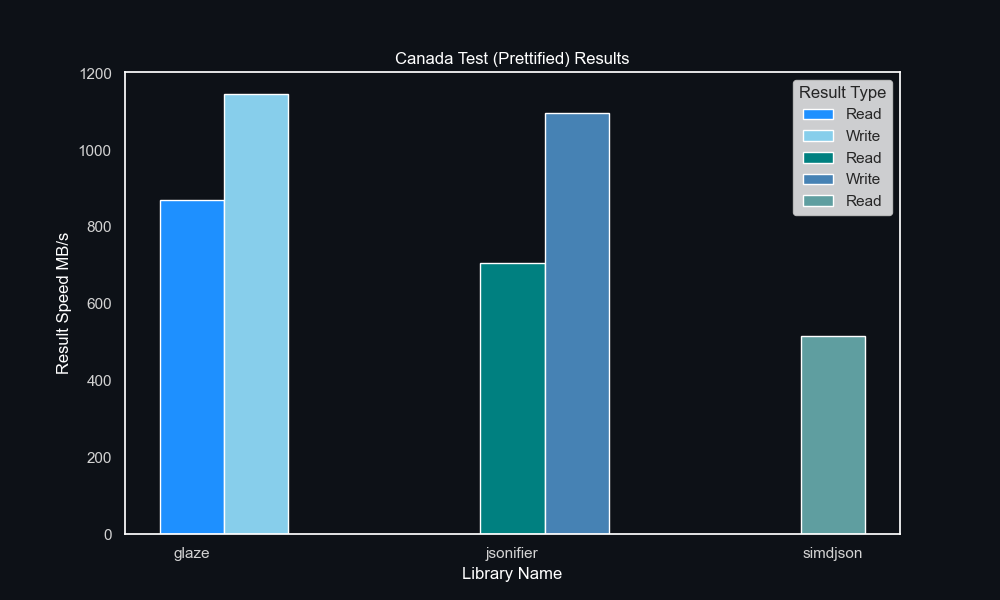 Canada Test (Prettified) Results
1200
1000
800
600
400
200
0
Result Speed MB/s
Result Type
Read
Write
Read
Write
Read
glaze
jsonifier
simdjson
Library Name